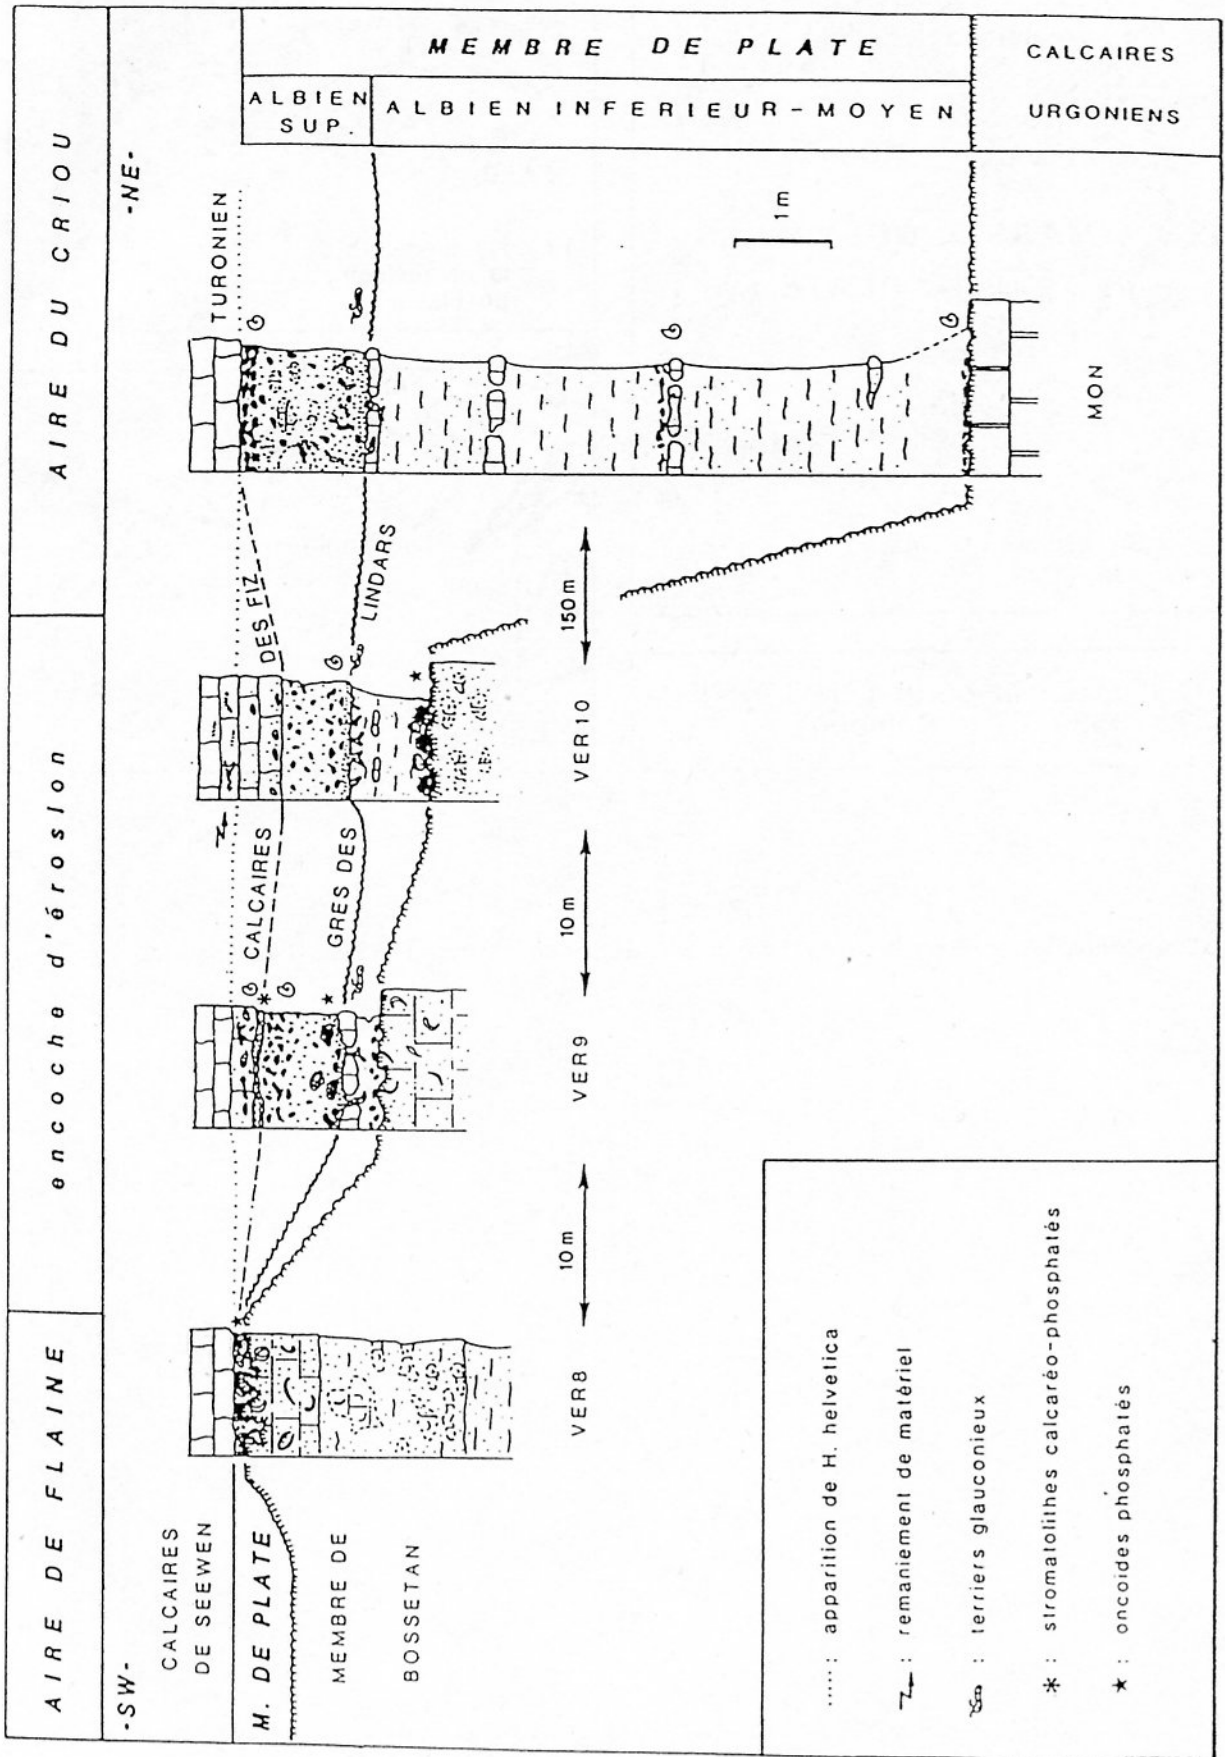 AIRE DE FLAINE
encoche d'érosion
AIRE DU CRIOU
-SW-
-NE-
CALCAIRES
DE SEEWEN
M. DE PLATE
MEMBRE DE
BOSSETAN
TURONIEN
CALCAIRES
DES FIZ
GRES DES
LINDARS
ALBIEN
SUP.
MEMBRE DE PLATE
ALBIEN INFERIEUR-MOYEN
CALCAIRES
URGONIENS
1m
VER8
10m
VER9
10m
VER10
150m
MON
.....: apparition de H. helvetica
: remaniement de matériel
: terriers glauconieux
* : stromatolithes calcaréo-phosphatés
★ : oncoides phosphatés